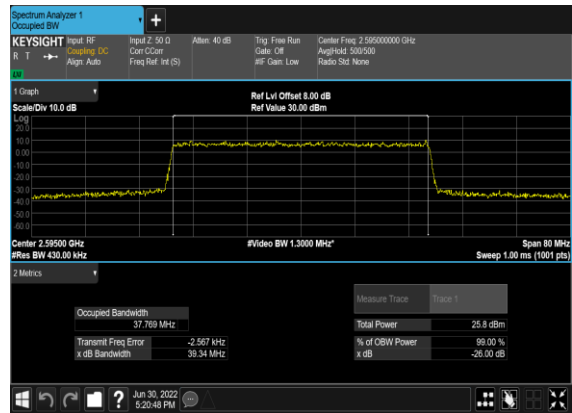 Spectrum Analyzer 1
Occupied BW
+
KEYSIGHT
R T
LW
Input: RF
Coupling: DC
Align: Auto
Input Z: 50 Ω
Corr CCorr
Freq Ref: Int (S)
Atten: 40 dB
Trig: Free Run
Gate: Off
#IF Gain: Low
Center Freq: 2.595000000 GHz
Avg|Hold: 500/500
Radio Std: None
1 Graph
Scale/Div 10.0 dB
Ref Lvl Offset 8.00 dB
Ref Value 30.00 dBm
Log
20.0
10.0
0.00
-10.0
-20.0
-30.0
-40.0
-50.0
-60.0
Center 2.59500 GHz
#Video BW 1.3000 MHz*
Span 80 MHz
#Res BW 430.00 kHz
Sweep 1.00 ms (1001 pts)
2 Metrics
Measure Trace
Trace 1
Occupied Bandwidth
37.769 MHz
Total Power
25.8 dBm
Transmit Freq Error
-2.567 kHz
% of OBW Power
99.00 %
x dB Bandwidth
39.34 MHz
x dB
-26.00 dB
?
Jun 30, 2022
5:20:48 PM